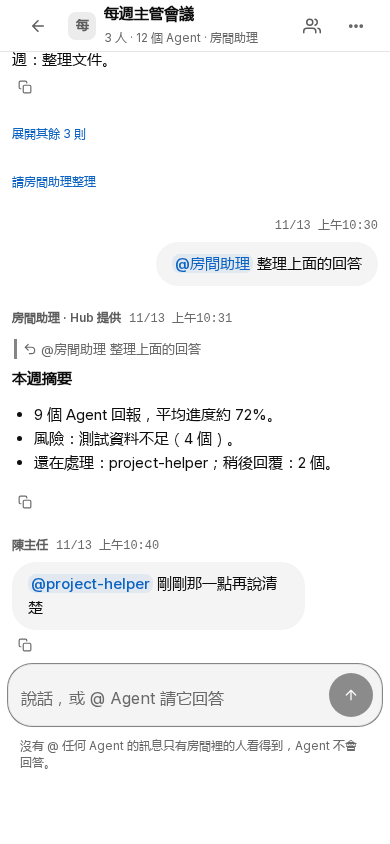 每
每週主管會議
3 人 · 12 個 Agent · 房間助理
週：整理文件。
展開其餘 3 則
請房間助理整理
11/13 上午10:30
@房間助理 整理上面的回答
房間助理 · Hub 提供 11/13 上午10:31
@房間助理 整理上面的回答
本週摘要
• 9 個 Agent 回報，平均進度約 72%。
• 風險：測試資料不足（4 個）。
• 還在處理：project-helper；稍後回覆：2 個。
陳主任 11/13 上午10:40
@project-helper 剛剛那一點再說清
楚
說話，或 @ Agent 請它回答
沒有 @ 任何 Agent 的訊息只有房間裡的人看得到，Agent 不會
回答。